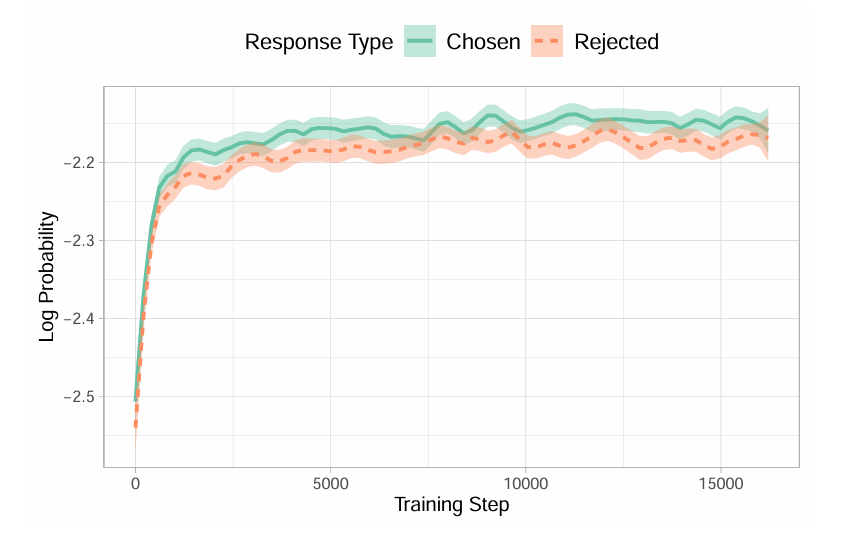 Response Type Chosen Rejected
Log Probability
−2.2
−2.3
−2.4
−2.5
0 5000 10000 15000
Training Step